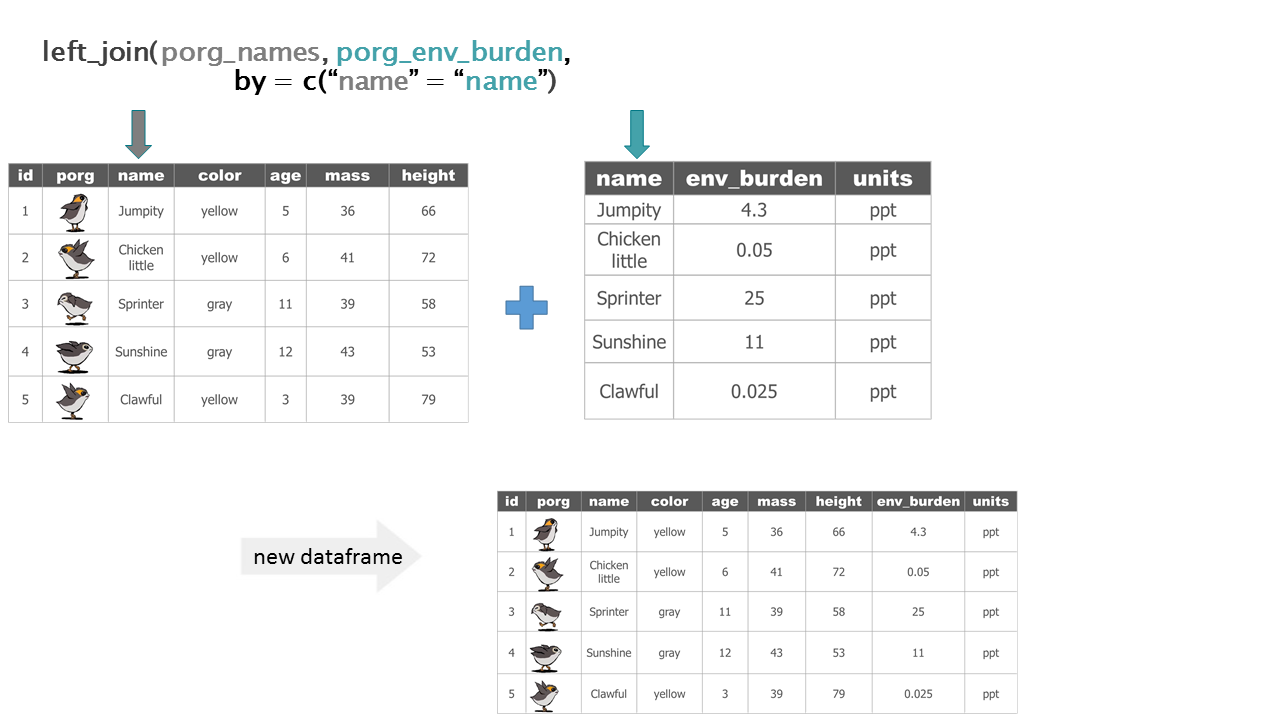 left_join(porg_names, porg_env_burden,
by = c(“name” = “name”)
id porg name color age mass height
1 Jumpity yellow 5 36 66
2 Chicken little yellow 6 41 72
3 Sprinter gray 11 39 58
4 Sunshine gray 12 43 53
5 Clawful yellow 3 39 79
name env_burden units
Jumpity 4.3 ppt
Chicken little 0.05 ppt
Sprinter 25 ppt
Sunshine 11 ppt
Clawful 0.025 ppt
new dataframe
id porg name color age mass height env_burden units
1 Jumpity yellow 5 36 66 4.3 ppt
2 Chicken little yellow 6 41 72 0.05 ppt
3 Sprinter gray 11 39 58 25 ppt
4 Sunshine gray 12 43 53 11 ppt
5 Clawful yellow 3 39 79 0.025 ppt